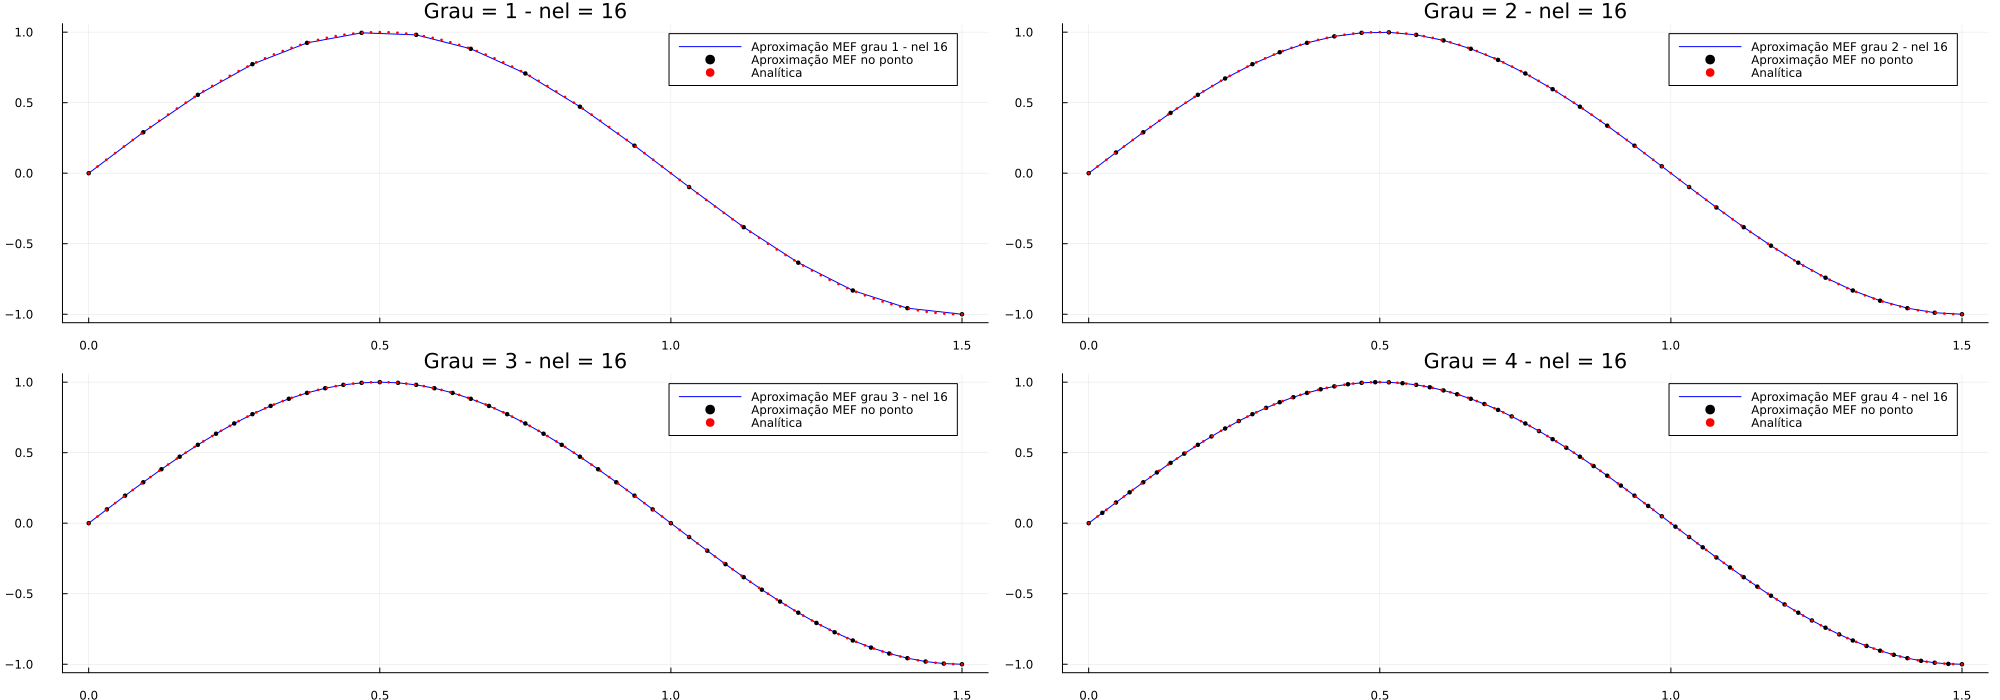 Grau = 1 - nel = 16
1.0
0.5
0.0
−0.5
−1.0
0.0 0.5 1.0 1.5
Aproximação MEF grau 1 - nel 16
Aproximação MEF no ponto
Analítica
Grau = 2 - nel = 16
1.0
0.5
0.0
−0.5
−1.0
0.0 0.5 1.0 1.5
Aproximação MEF grau 2 - nel 16
Aproximação MEF no ponto
Analítica
Grau = 3 - nel = 16
1.0
0.5
0.0
−0.5
−1.0
0.0 0.5 1.0 1.5
Aproximação MEF grau 3 - nel 16
Aproximação MEF no ponto
Analítica
Grau = 4 - nel = 16
1.0
0.5
0.0
−0.5
−1.0
0.0 0.5 1.0 1.5
Aproximação MEF grau 4 - nel 16
Aproximação MEF no ponto
Analítica